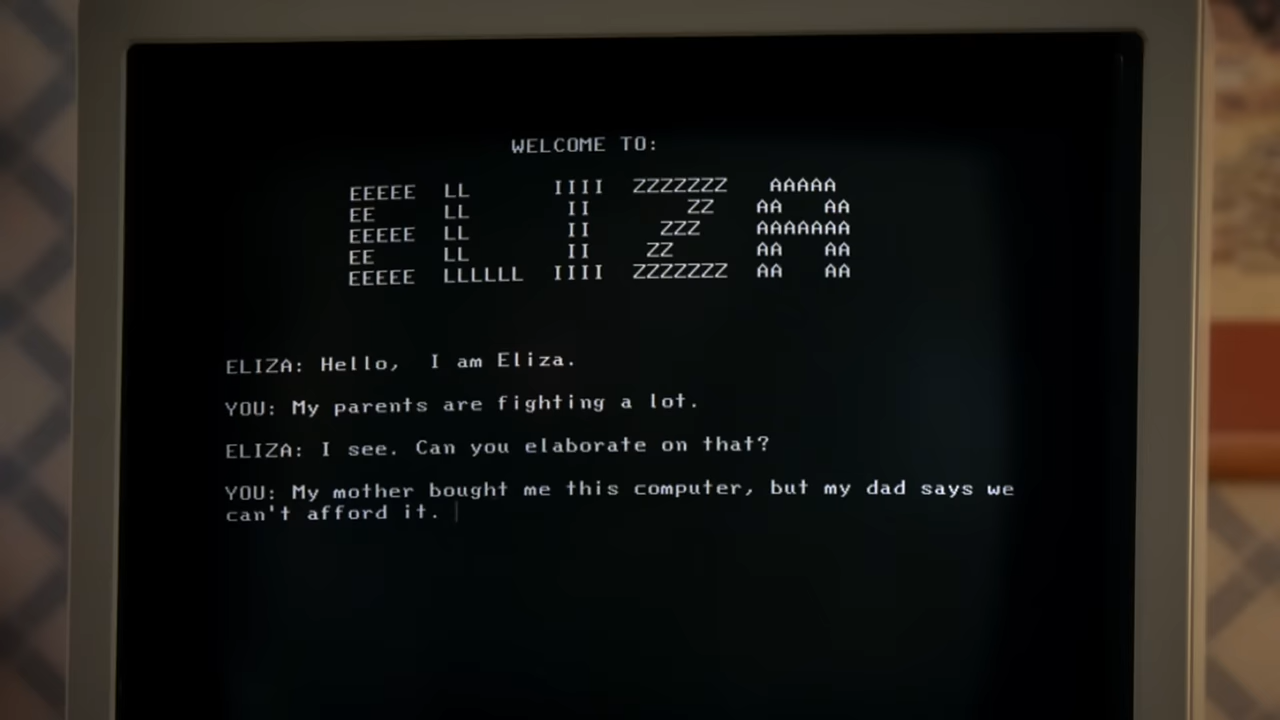 WELCOME TO:
EEEEE LL IIII ZZZZZZZ AAAAA
EE LL II ZZ AA AA
EEEEE LL II ZZZ AAAAAAA
EE LL II ZZ AA AA
EEEEE LLLLLL IIII ZZZZZZZ AA AA
ELIZA: Hello, I am Eliza.
YOU: My parents are fighting a lot.
ELIZA: I see. Can you elaborate on that?
YOU: My mother bought me this computer, but my dad says we
can't afford it.